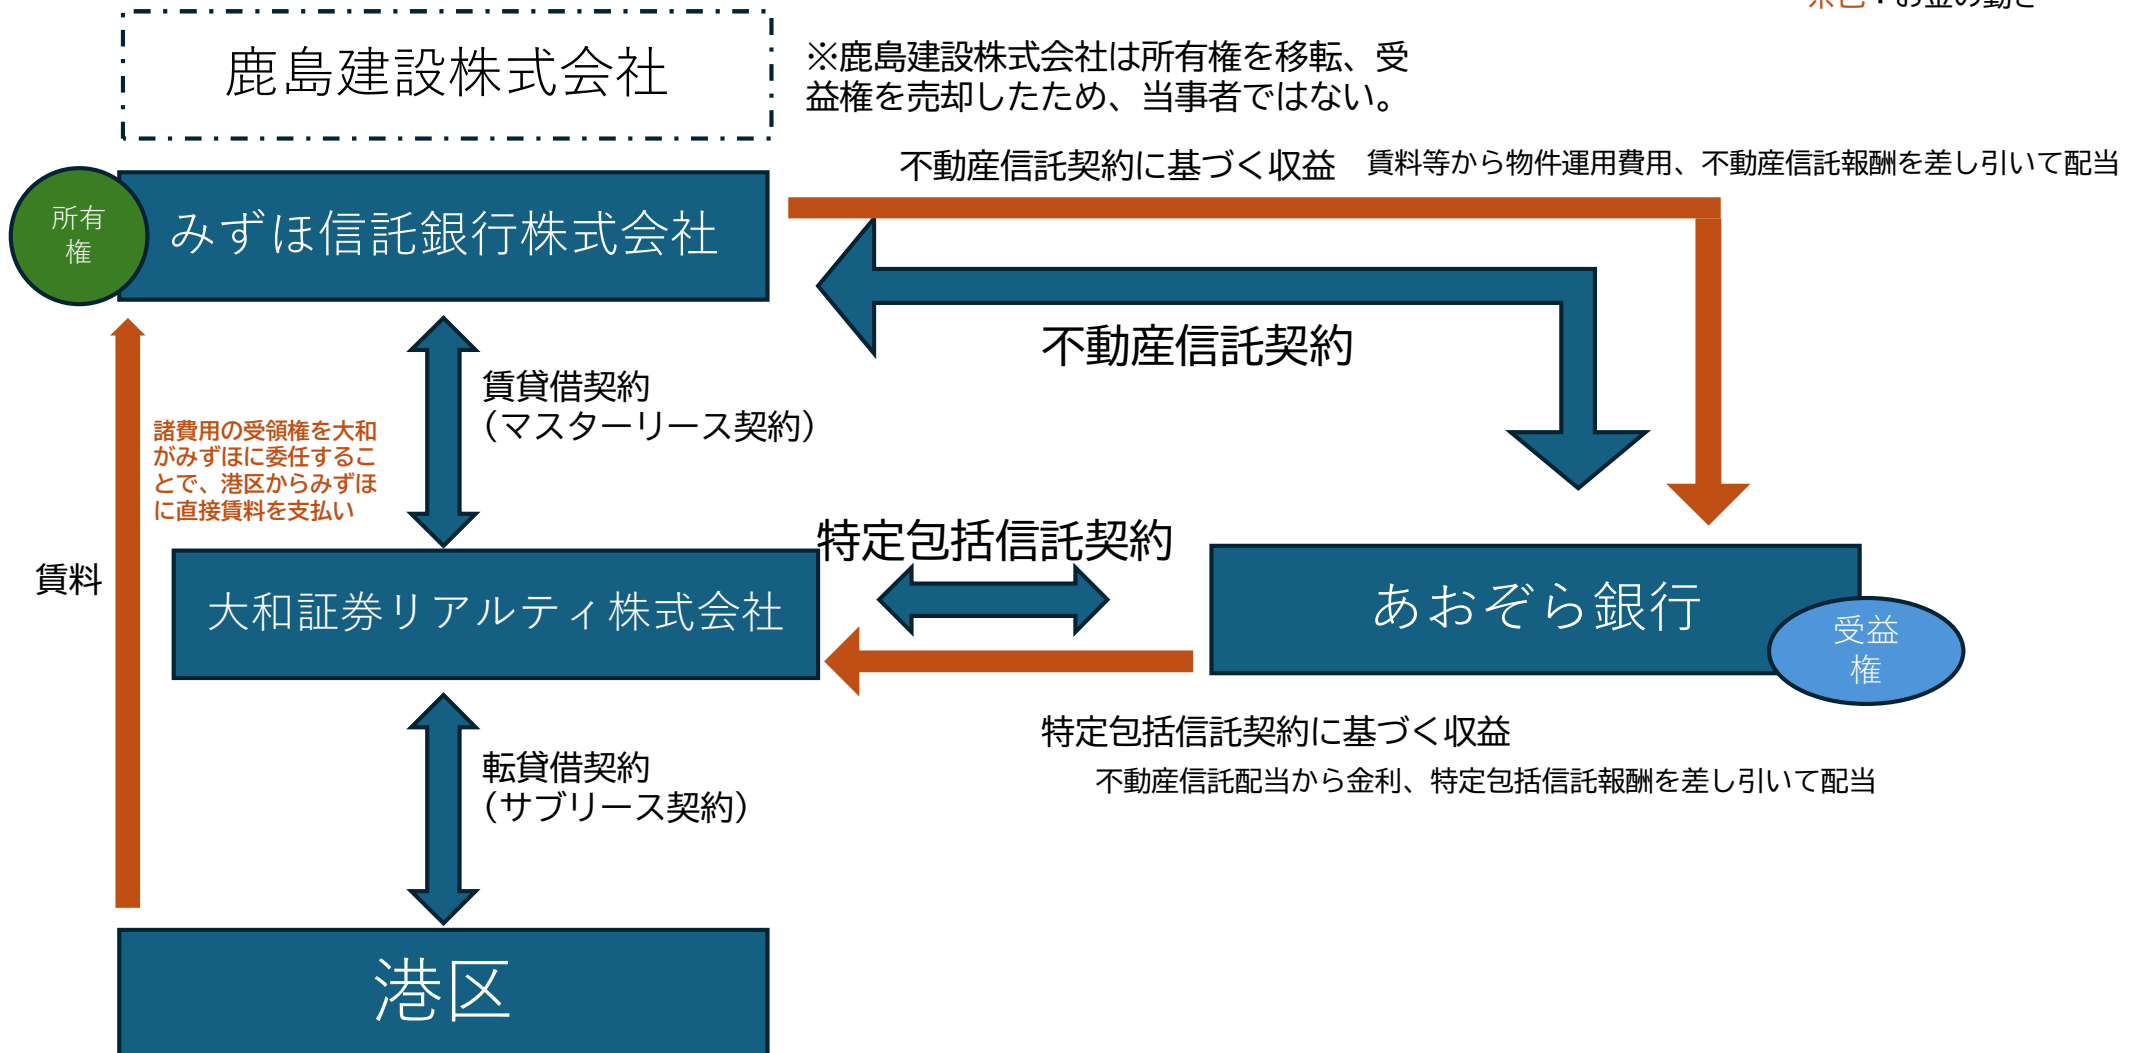 ：お金の動き
鹿島建設株式会社
※鹿島建設株式会社は所有権を移転、受
益権を売却したため、当事者ではない。
不動産信託契約に基づく収益
賃料等から物件運用費用、不動産信託報酬を差し引いて配当
所有
権
みずほ信託銀行株式会社
不動産信託契約
賃貸借契約
（マスターリース契約）
諸費用の受領権を大和
がみずほに委任するこ
とで、港区からみずほ
に直接賃料を支払い
賃料
特定包括信託契約
大和証券リアルティ株式会社
あおぞら銀行
受益
権
特定包括信託契約に基づく収益
不動産信託配当から金利、特定包括信託報酬を差し引いて配当
転貸借契約
（サブリース契約）
港区